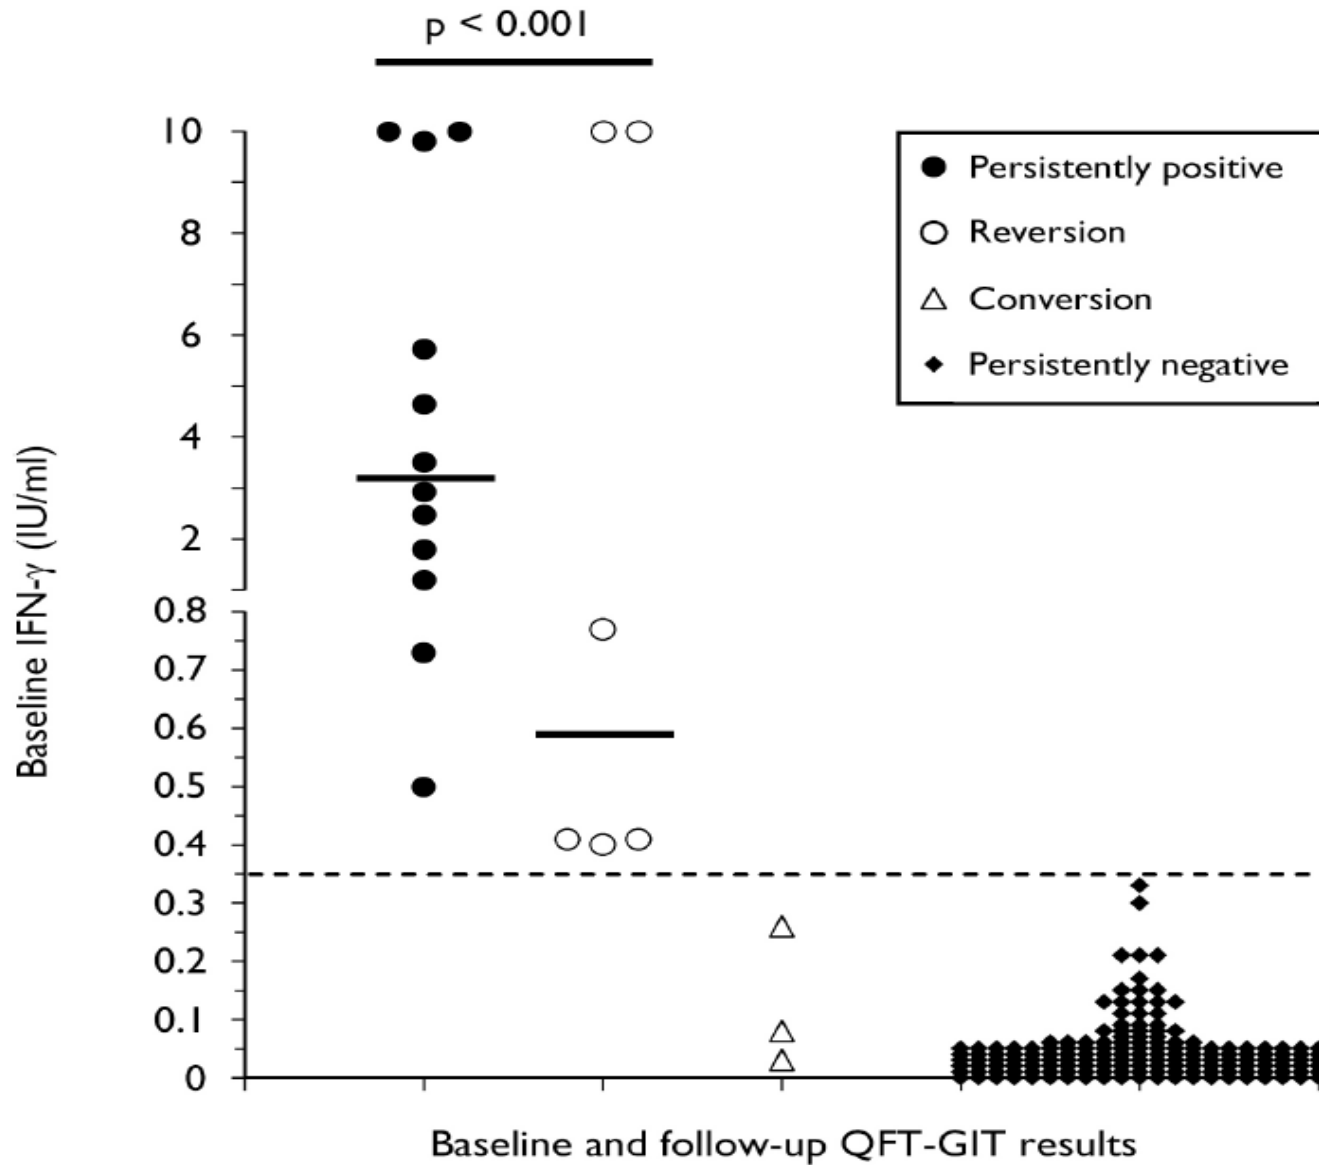 p < 0.001
10
8
6
4
2
0.8
0.7
0.6
0.5
0.4
0.3
0.2
0.1
0
Baseline IFN-γ (IU/ml)
Persistently positive
Reversion
Conversion
Persistently negative
Baseline and follow-up QFT-GIT results